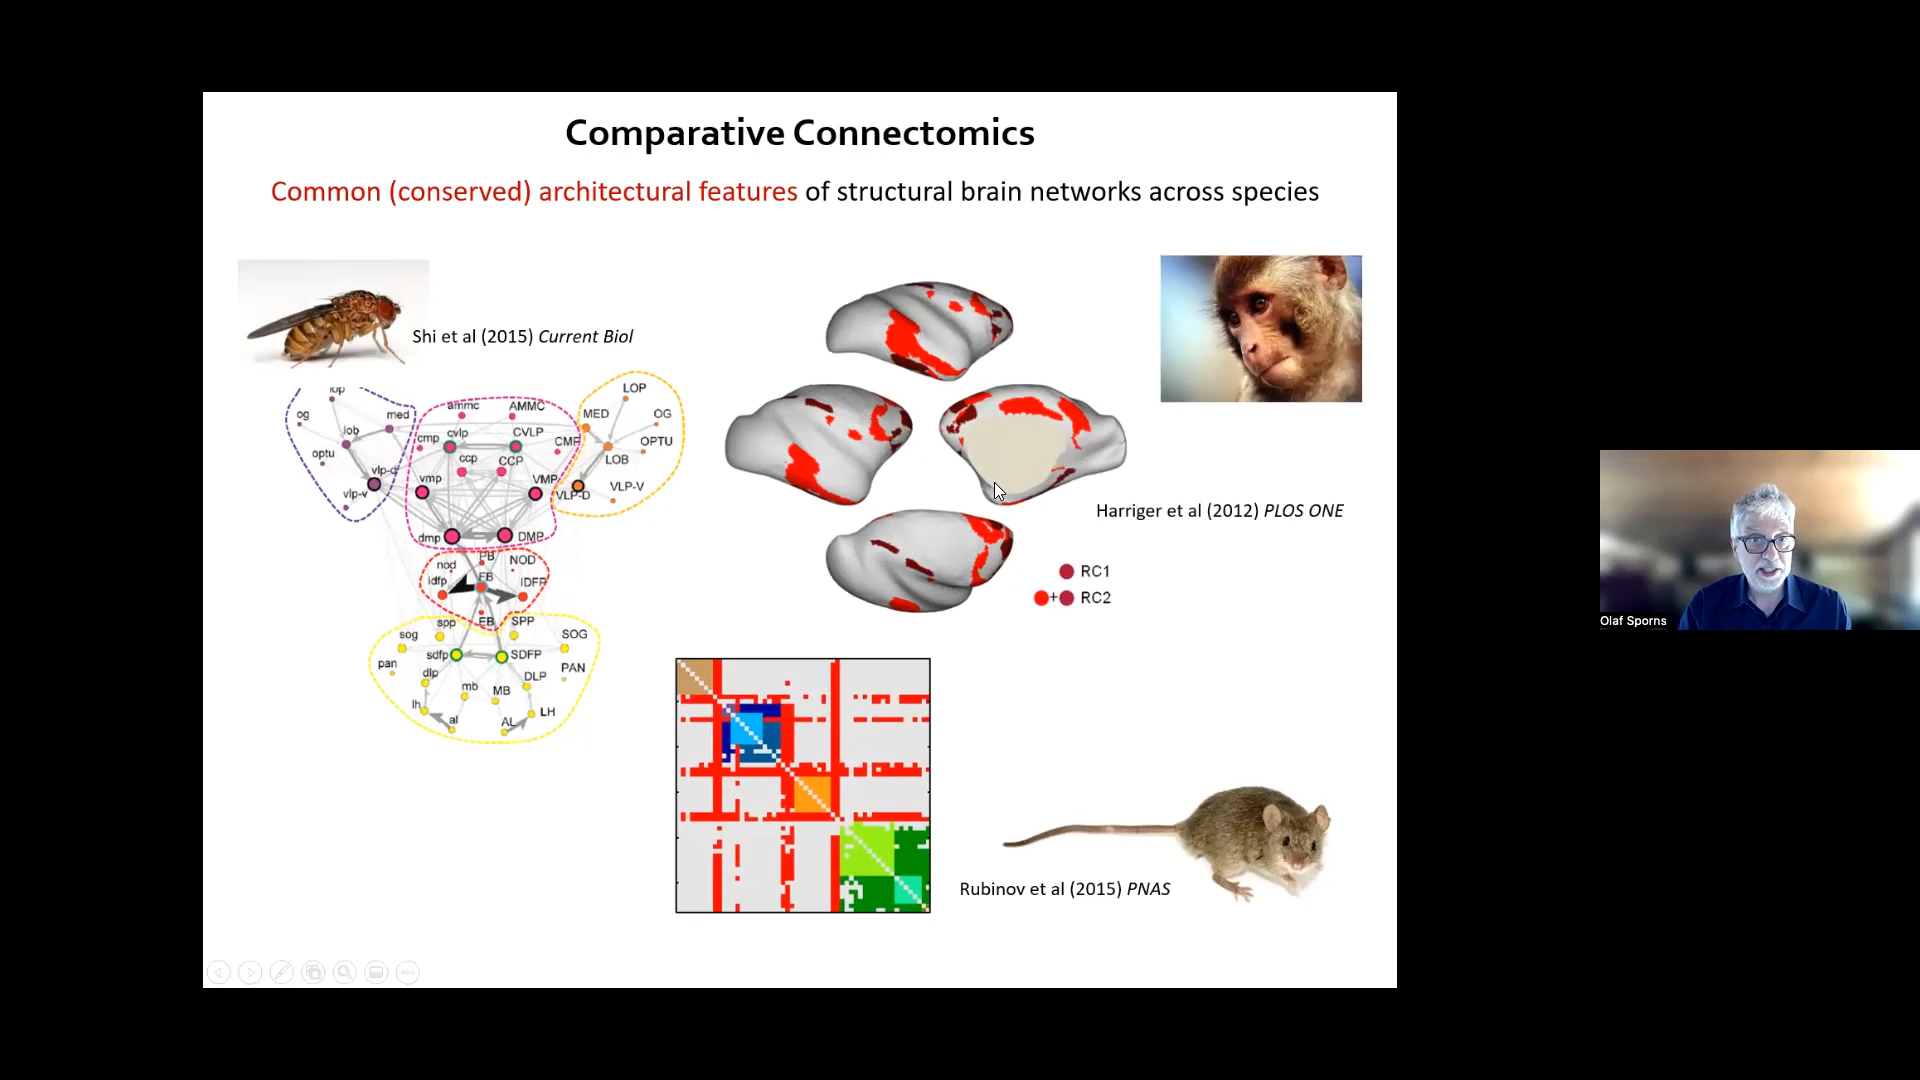 Comparative Connectomics
Common (conserved) architectural features of structural brain networks across species
Shi et al (2015) Current Biol
lop
og
med
lob
optu
vlp-d
vlp-v
ammc
AMMC
cmp
cvlp
CVLP
CMP
ccp
CCP
vmp
VMP
dmp
DMP
LOP
MED
OG
OPTU
LOB
VLP-D
VLP-V
PB
nod
NOD
idfp
FB
IDFP
EB
spp
SPP
sog
SOG
sdfp
SDFP
pan
PAN
dlp
DLP
mb
MB
lh
LH
al
AL
Harriger et al (2012) PLOS ONE
RC1
+ RC2
Rubinov et al (2015) PNAS
Olaf Sporns